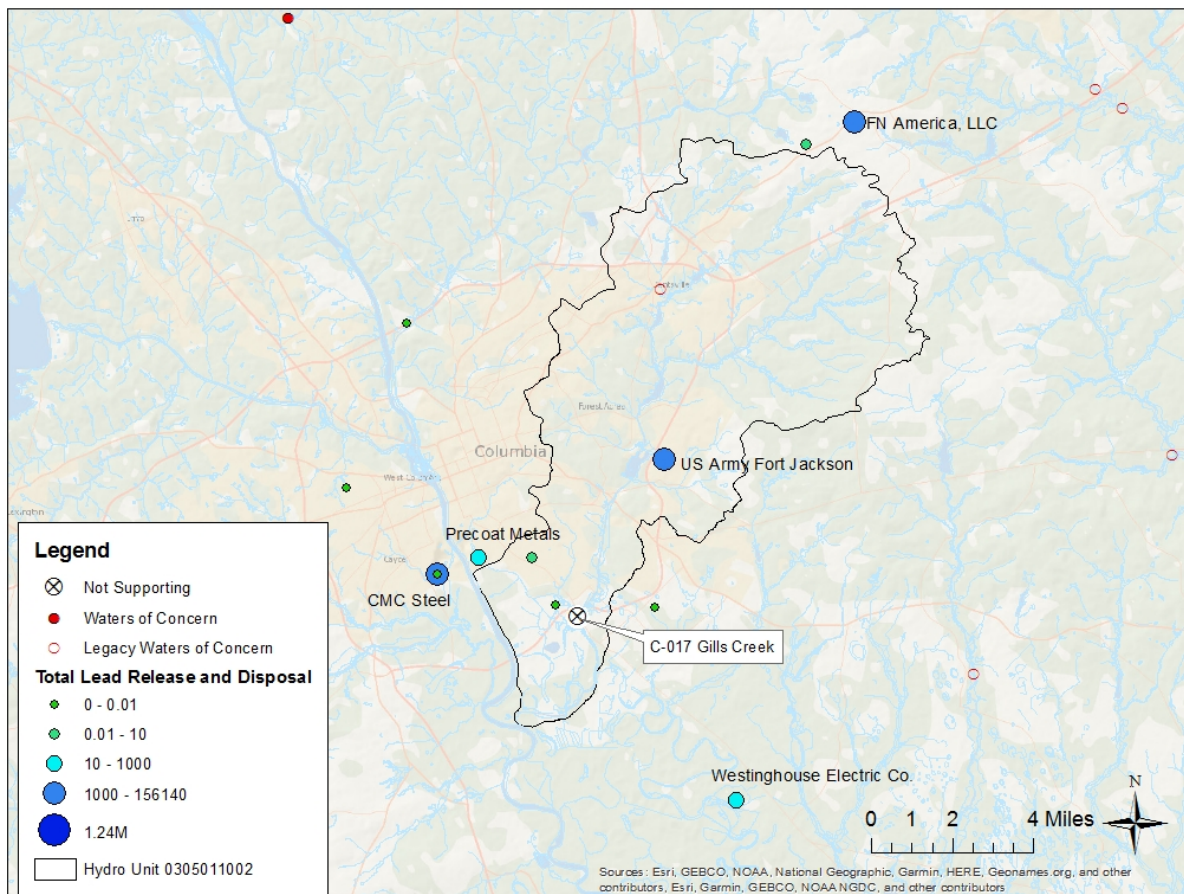 FN America, LLC
Forest Acres
Columbia
US Army Fort Jackson
Precoat Metals
Cayce
CMC Steel
C-017 Gills Creek
Westinghouse Electric Co.
Legend
Not Supporting
Waters of Concern
Legacy Waters of Concern
Total Lead Release and Disposal
0 - 0.01
0.01 - 10
10 - 1000
1000 - 156140
1.24M
Hydro Unit 0305011002
N
0 1 2 4 Miles
Sources: Esri, GEBCO, NOAA, National Geographic, Garmin, HERE, Geonames.org, and other
contributors, Esri, Garmin, GEBCO, NOAA NGDC, and other contributors